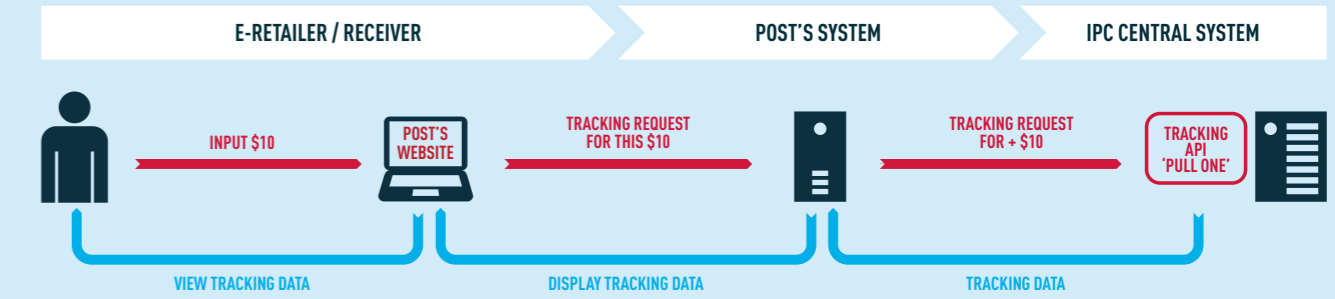 E-RETAILER / RECEIVER
POST'S SYSTEM
IPC CENTRAL SYSTEM
INPUT $10
POST'S
WEBSITE
TRACKING REQUEST
FOR THIS $10
TRACKING REQUEST
FOR + $10
TRACKING
API
'PULL ONE'
VIEW TRACKING DATA
DISPLAY TRACKING DATA
TRACKING DATA